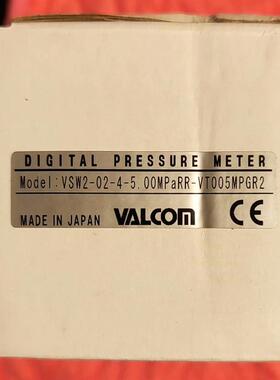 DIGITAL PRESSURE METER
Model:VSW2-02-4-5.00MPaRR-VT005MPGR2
MADE IN JAPAN VALCOM CE